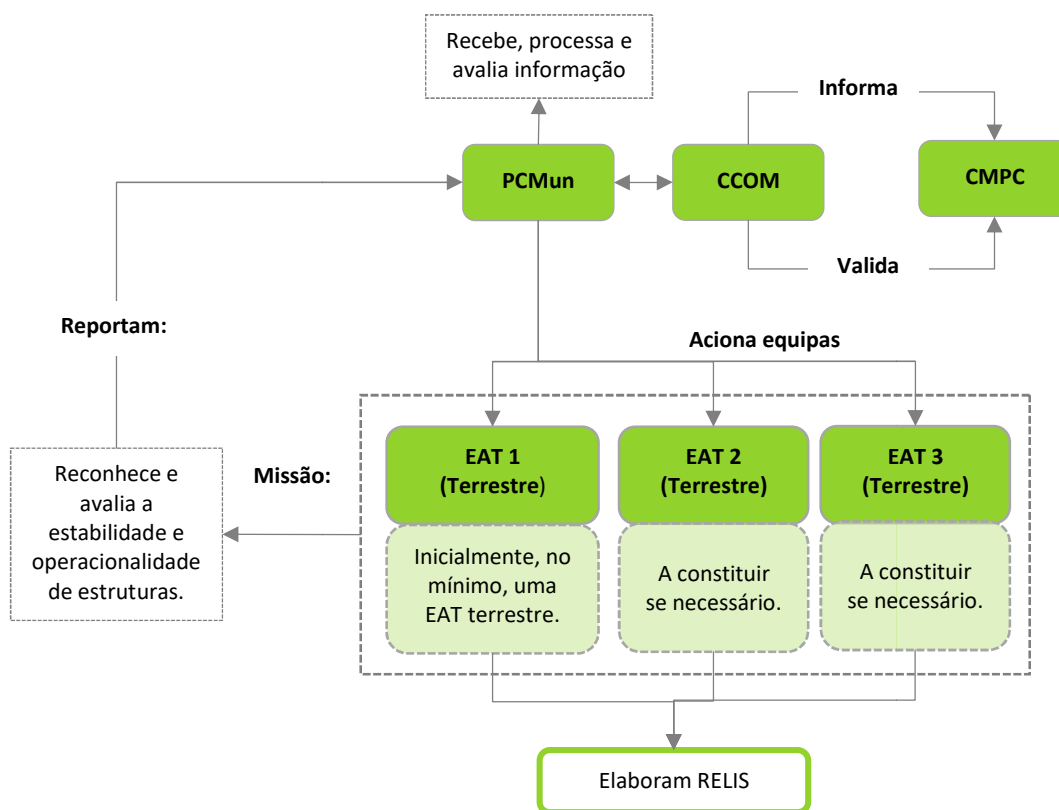 Recebe, processa e
avalia informação
Informa
PCMun
CCOM
CMPC
Valida
Reportam:
Aciona equipas
Missão:
Reconhece e
avalia a
estabilidade e
operacionalidade
de estruturas.
EAT 1
(Terrestre)
EAT 2
(Terrestre)
EAT 3
(Terrestre)
Inicialmente, no
mínimo, uma
EAT terrestre.
A constituir
se necessário.
A constituir
se necessário.
Elaboram RELIS